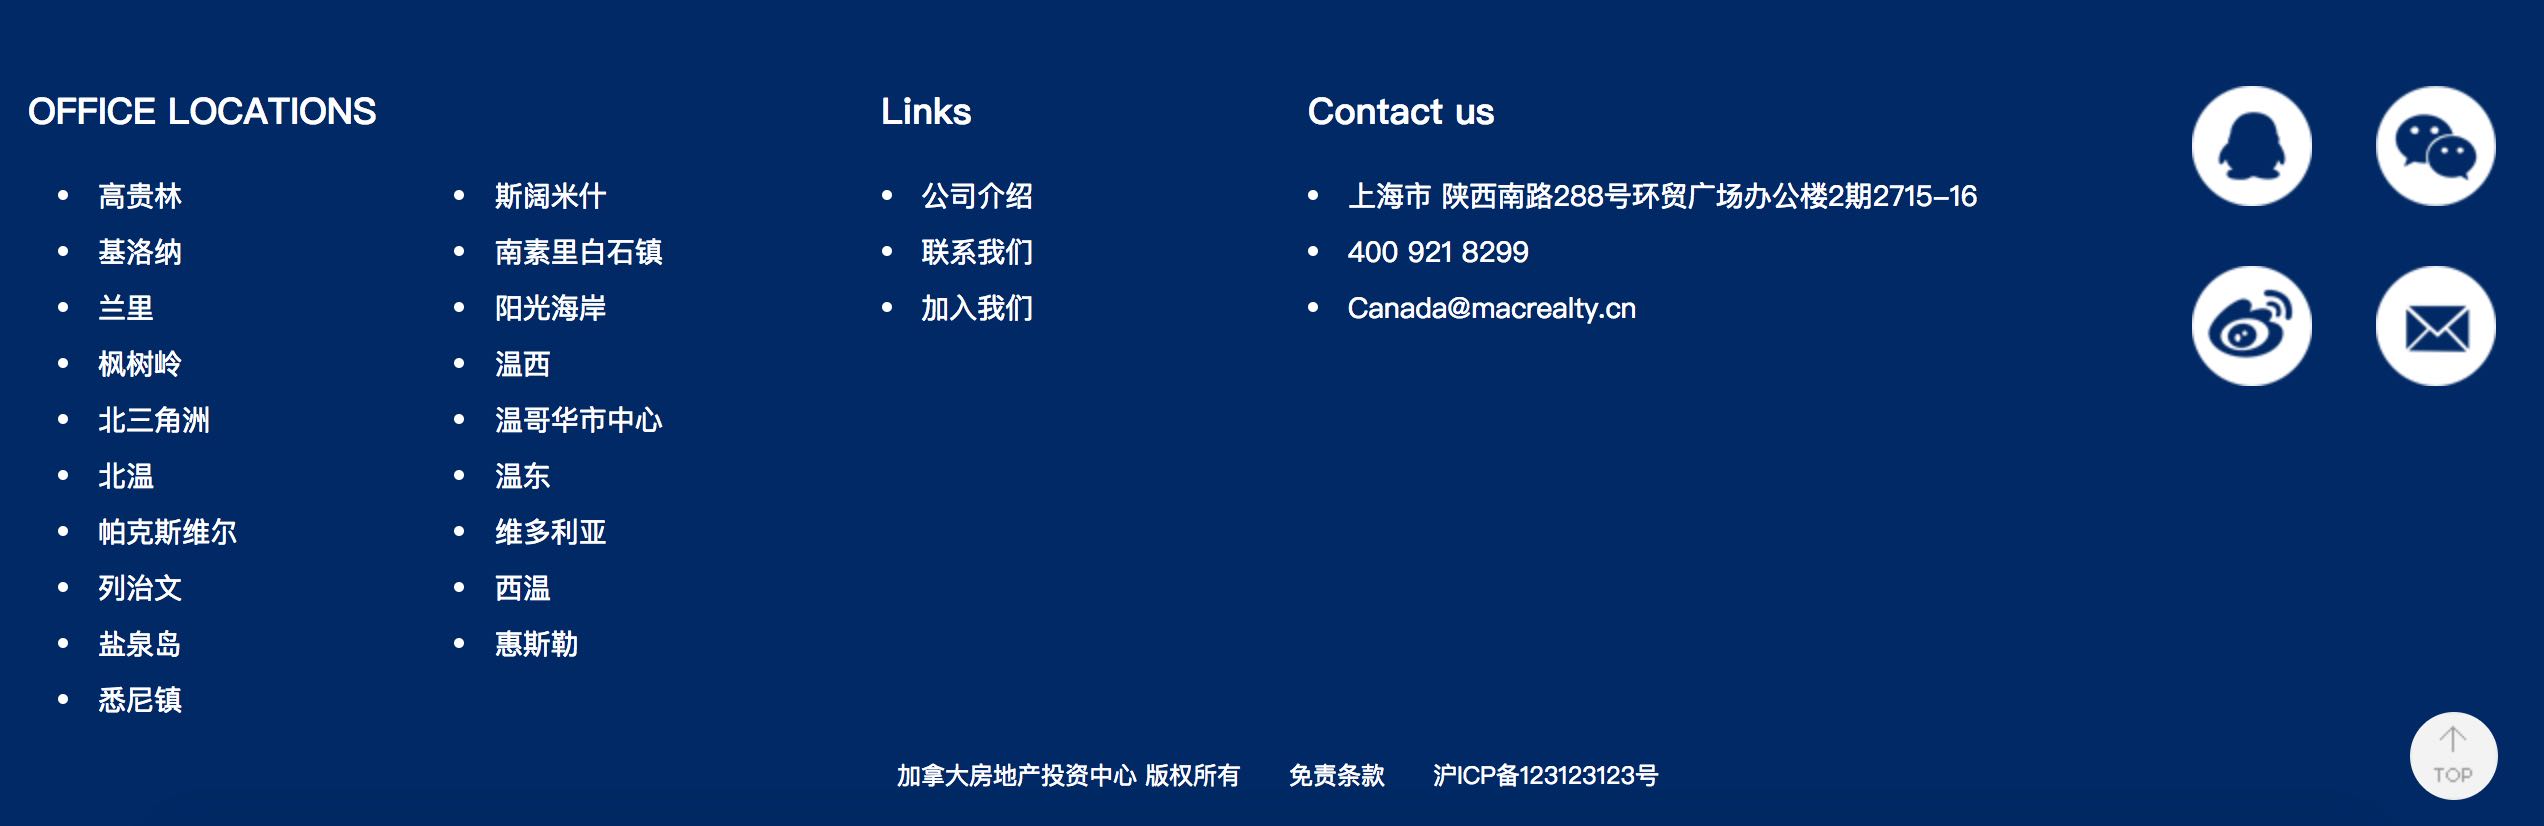 OFFICE LOCATIONS
高贵林
基洛纳
兰里
枫树岭
北三角洲
北温
帕克斯维尔
列治文
盐泉岛
悉尼镇
斯阔米什
南素里白石镇
阳光海岸
温西
温哥华市中心
温东
维多利亚
西温
惠斯勒
Links
公司介绍
联系我们
加入我们
Contact us
上海市 陕西南路288号环贸广场办公楼2期2715-16
400 921 8299
Canada@macrealty.cn
加拿大房地产投资中心 版权所有 免责条款 沪ICP备123123123号
TOP